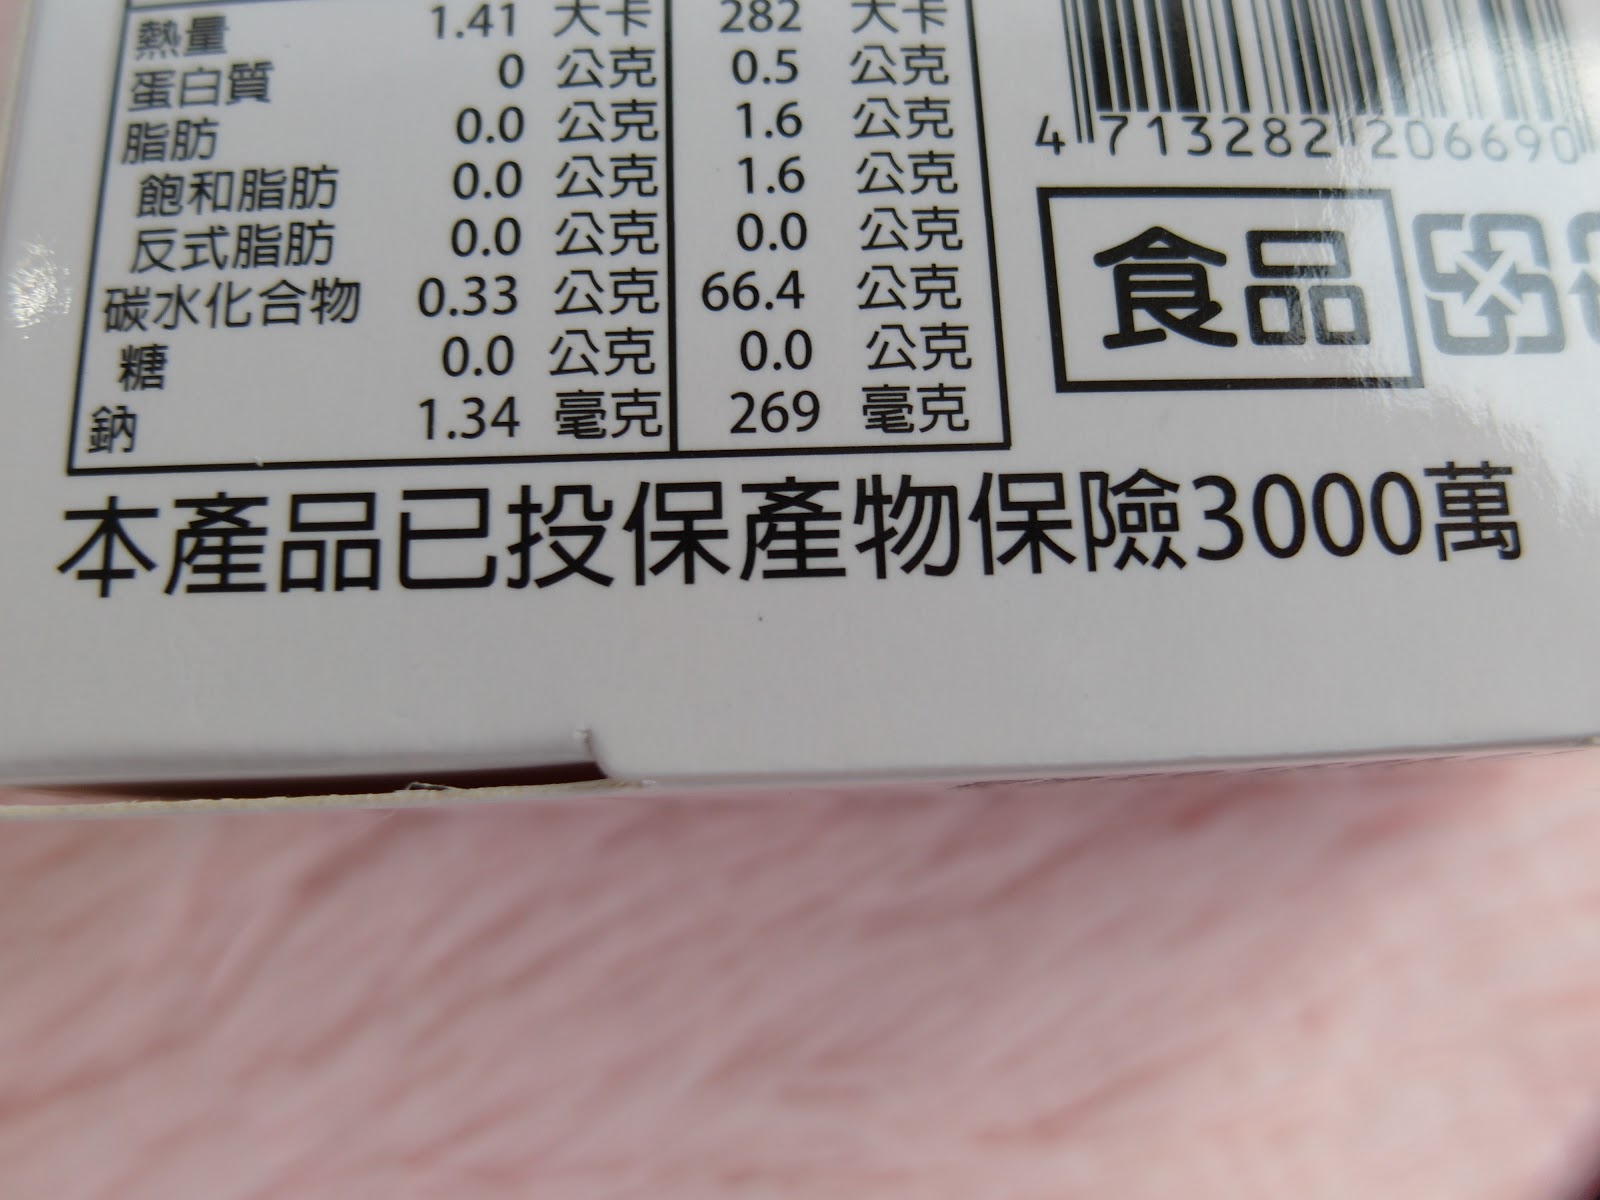 熱量 1.41 大卡 282 大卡
蛋白質 0 公克 0.5 公克
脂肪 0.0 公克 1.6 公克
飽和脂肪 0.0 公克 1.6 公克
反式脂肪 0.0 公克 0.0 公克
碳水化合物 0.33 公克 66.4 公克
糖 0.0 公克 0.0 公克
鈉 1.34 毫克 269 毫克
4 713282 206690
食品
本產品已投保產物保險3000萬